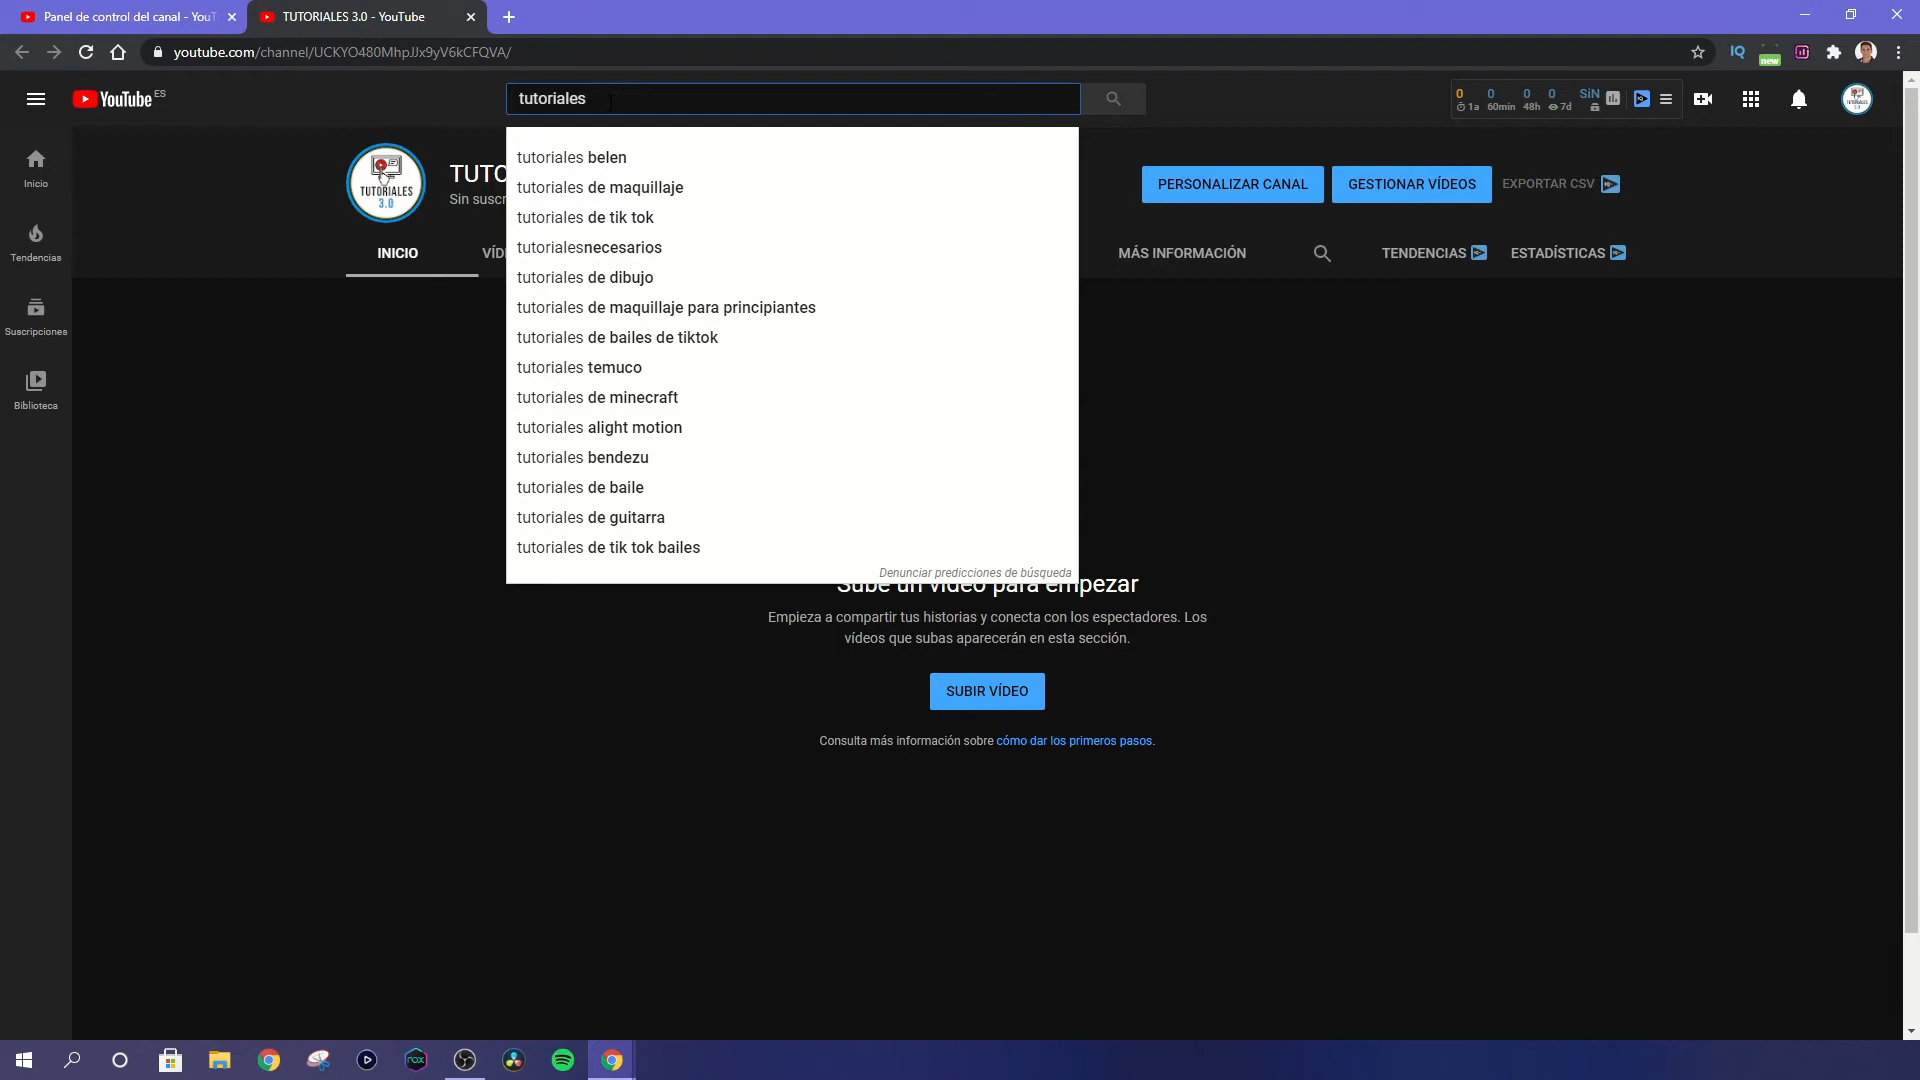 Panel de control del canal - YouT
TUTORIALES 3.0 - YouTube
youtube.com/channel/UCKYO480MhpJJx9yV6kCFQVA/
new
YouTube ES
tutoriales
0 0 0 0 SiN
1a 60min 48h 7d
TUTORIALES
3.0
TUTO
Sin suscr
PERSONALIZAR CANAL
GESTIONAR VÍDEOS
EXPORTAR CSV
INICIO
VÍD
MÁS INFORMACIÓN
TENDENCIAS
ESTADÍSTICAS
Inicio
Tendencias
Suscripciones
Biblioteca
tutoriales belen
tutoriales de maquillaje
tutoriales de tik tok
tutorialesnecesarios
tutoriales de dibujo
tutoriales de maquillaje para principiantes
tutoriales de bailes de tiktok
tutoriales temuco
tutoriales de minecraft
tutoriales alight motion
tutoriales bendezu
tutoriales de baile
tutoriales de guitarra
tutoriales de tik tok bailes
Denunciar predicciones de búsqueda
Sube un vídeo para empezar
Empieza a compartir tus historias y conecta con los espectadores. Los
vídeos que subas aparecerán en esta sección.
SUBIR VÍDEO
Consulta más información sobre cómo dar los primeros pasos.
nox